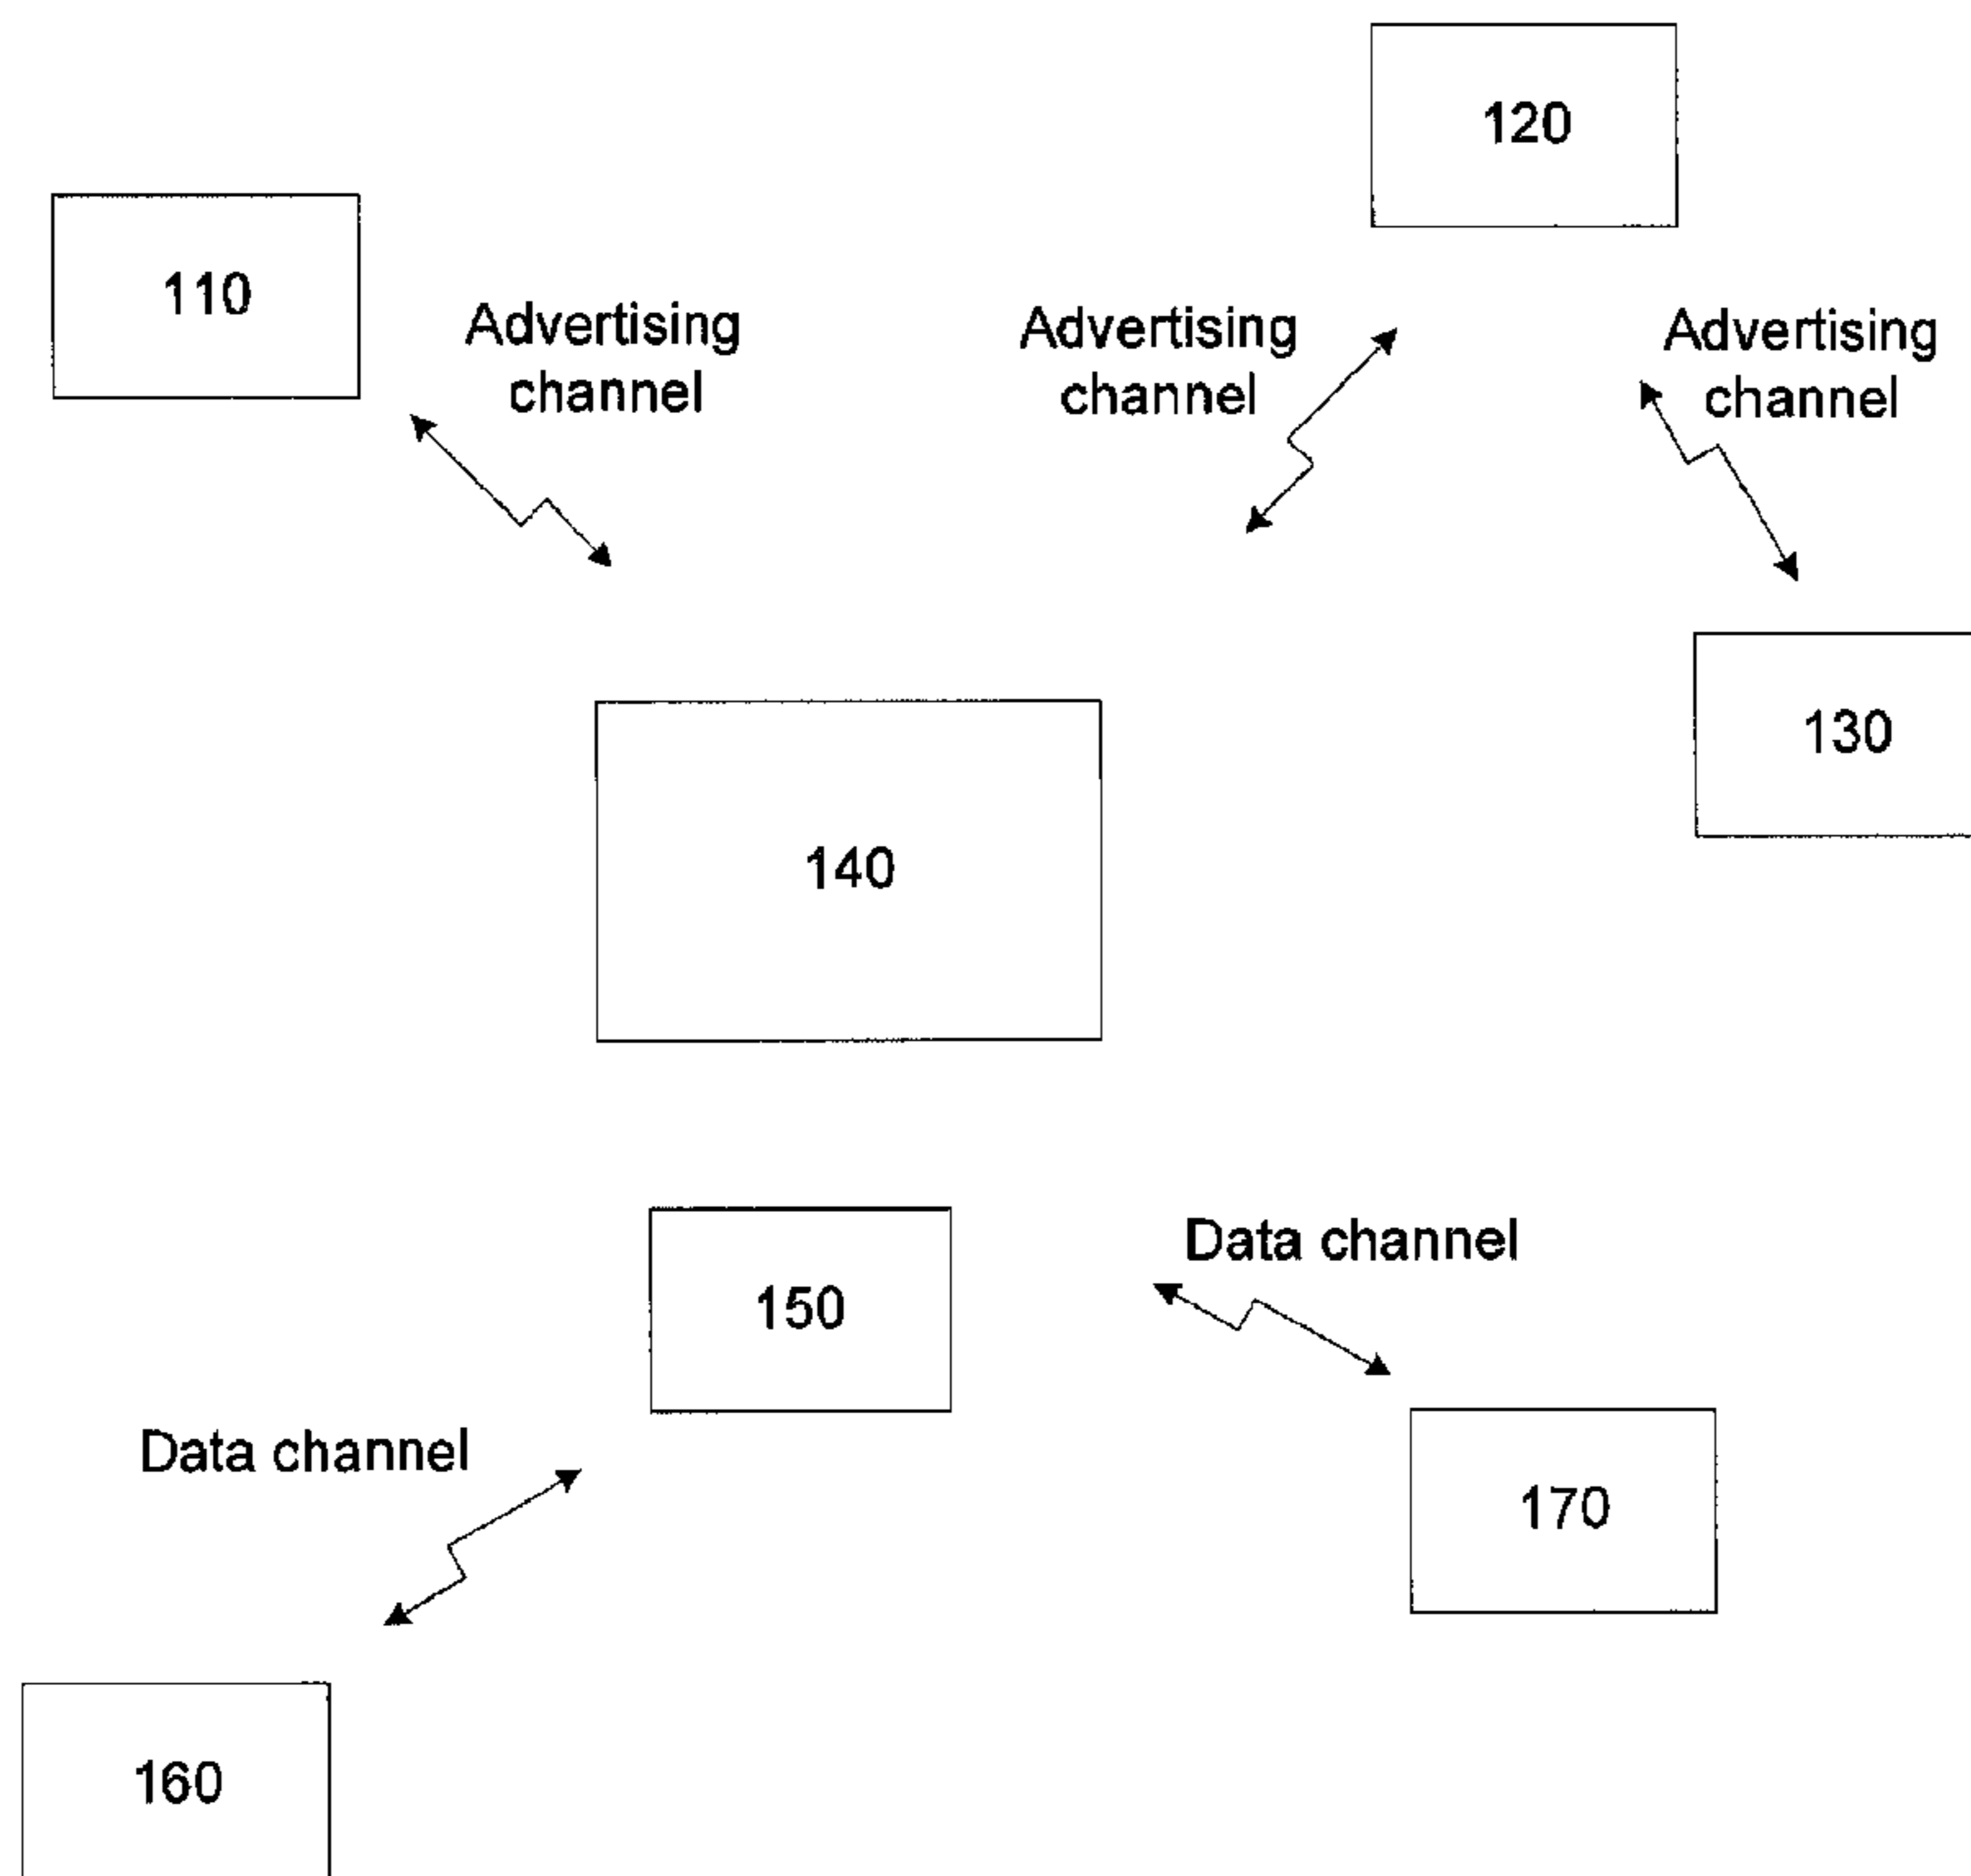 120
110
Advertising
channel
Advertising
channel
Advertising
channel
130
140
150
Data channel
Data channel
170
160